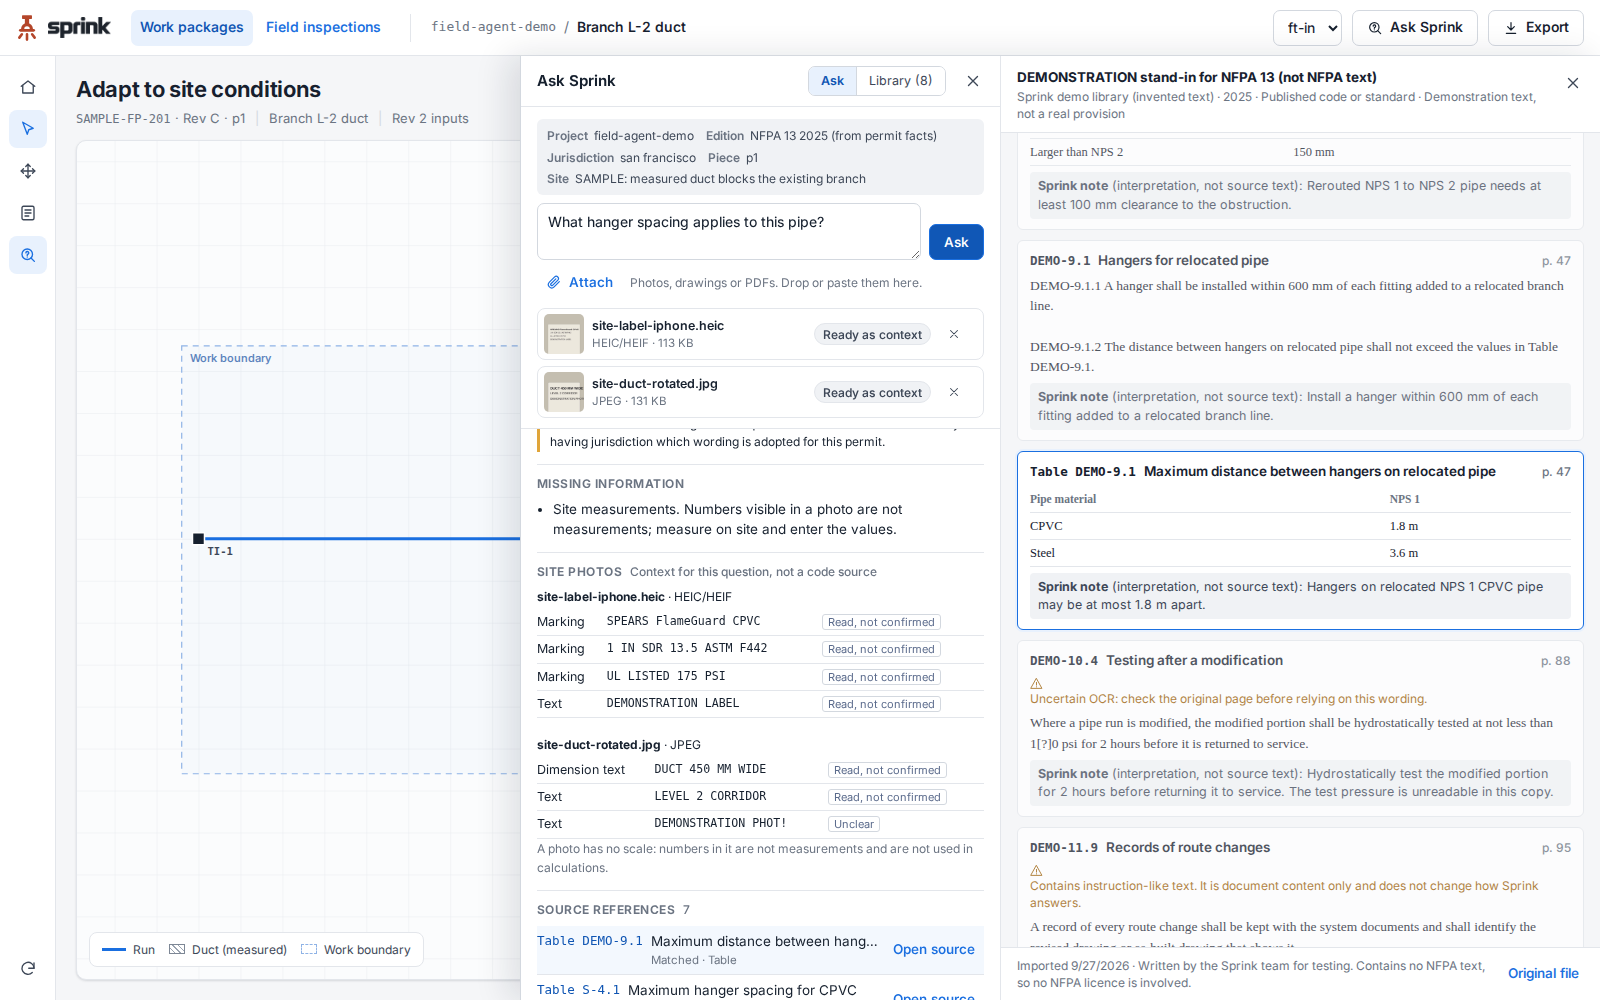 sprink
Work packages
Field inspections
field-agent-demo / Branch L-2 duct
ft-in
Ask Sprink
Export
Adapt to site conditions
SAMPLE-FP-201 · Rev C · p1
Branch L-2 duct
Rev 2 inputs
Work boundary
TI-1
Run
Duct (measured)
Work boundary
Ask Sprink
Ask
Library (8)
Project field-agent-demo Edition NFPA 13 2025 (from permit facts)
Jurisdiction san francisco Piece p1
Site SAMPLE: measured duct blocks the existing branch
What hanger spacing applies to this pipe?
Ask
Attach
Photos, drawings or PDFs. Drop or paste them here.
site-label-iphone.heic
HEIC/HEIF · 113 KB
Ready as context
site-duct-rotated.jpg
JPEG · 131 KB
Ready as context
having jurisdiction which wording is adopted for this permit.
MISSING INFORMATION
• Site measurements. Numbers visible in a photo are not
measurements; measure on site and enter the values.
SITE PHOTOS Context for this question, not a code source
site-label-iphone.heic · HEIC/HEIF
Marking SPEARS FlameGuard CPVC Read, not confirmed
Marking 1 IN SDR 13.5 ASTM F442 Read, not confirmed
Marking UL LISTED 175 PSI Read, not confirmed
Text DEMONSTRATION LABEL Read, not confirmed
site-duct-rotated.jpg · JPEG
Dimension text DUCT 450 MM WIDE Read, not confirmed
Text LEVEL 2 CORRIDOR Read, not confirmed
Text DEMONSTRATION PHOT! Unclear
A photo has no scale: numbers in it are not measurements and are not used in
calculations.
SOURCE REFERENCES 7
Table DEMO-9.1 Maximum distance between hang...
Matched · Table
Open source
Table S-4.1 Maximum hanger spacing for CPVC
Open source
DEMONSTRATION stand-in for NFPA 13 (not NFPA text)
Sprink demo library (invented text) · 2025 · Published code or standard · Demonstration text,
not a real provision
Larger than NPS 2 150 mm
Sprink note (interpretation, not source text): Rerouted NPS 1 to NPS 2 pipe needs at
least 100 mm clearance to the obstruction.
DEMO-9.1 Hangers for relocated pipe p. 47
DEMO-9.1.1 A hanger shall be installed within 600 mm of each fitting added to a relocated branch
line.
DEMO-9.1.2 The distance between hangers on relocated pipe shall not exceed the values in Table
DEMO-9.1.
Sprink note (interpretation, not source text): Install a hanger within 600 mm of each
fitting added to a relocated branch line.
Table DEMO-9.1 Maximum distance between hangers on relocated pipe p. 47
Pipe material NPS 1
CPVC 1.8 m
Steel 3.6 m
Sprink note (interpretation, not source text): Hangers on relocated NPS 1 CPVC pipe
may be at most 1.8 m apart.
DEMO-10.4 Testing after a modification p. 88
Uncertain OCR: check the original page before relying on this wording.
Where a pipe run is modified, the modified portion shall be hydrostatically tested at not less than
1[?]0 psi for 2 hours before it is returned to service.
Sprink note (interpretation, not source text): Hydrostatically test the modified portion
for 2 hours before returning it to service. The test pressure is unreadable in this copy.
DEMO-11.9 Records of route changes p. 95
Contains instruction-like text. It is document content only and does not change how Sprink
answers.
A record of every route change shall be kept with the system documents and shall identify the
Imported 9/27/2026 · Written by the Sprink team for testing. Contains no NFPA text,
so no NFPA licence is involved.
Original file